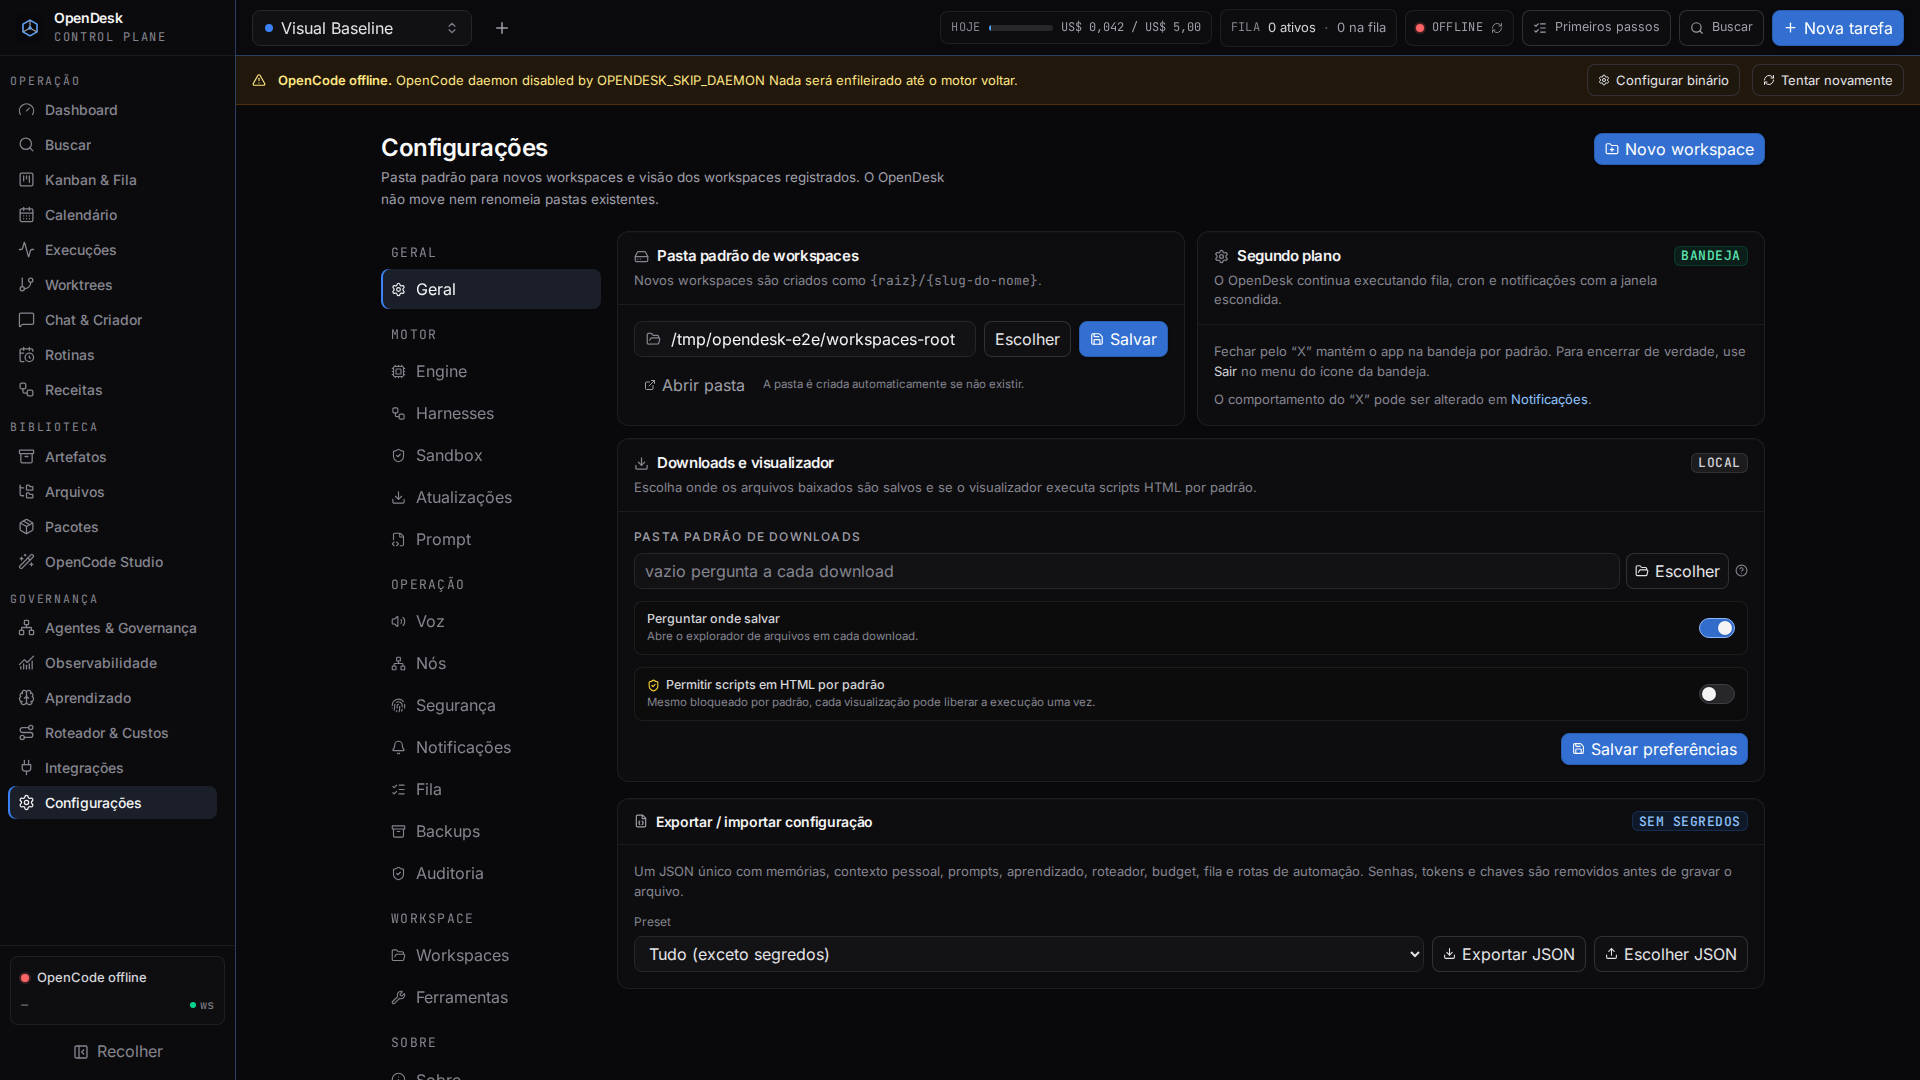 OpenDesk
CONTROL PLANE
OPERAÇÃO
Dashboard
Buscar
Kanban & Fila
Calendário
Execuções
Worktrees
Chat & Criador
Rotinas
Receitas
BIBLIOTECA
Artefatos
Arquivos
Pacotes
OpenCode Studio
GOVERNANÇA
Agentes & Governança
Observabilidade
Aprendizado
Roteador & Custos
Integrações
Configurações
OpenCode offline
—
ws
Recolher
Visual Baseline
HOJE US$ 0,042 / US$ 5,00
FILA 0 ativos · 0 na fila
OFFLINE
Primeiros passos
Buscar
Nova tarefa
OpenCode offline. OpenCode daemon disabled by OPENDESK_SKIP_DAEMON Nada será enfileirado até o motor voltar.
Configurar binário
Tentar novamente
Configurações
Pasta padrão para novos workspaces e visão dos workspaces registrados. O OpenDesk
não move nem renomeia pastas existentes.
Novo workspace
GERAL
Geral
MOTOR
Engine
Harnesses
Sandbox
Atualizações
Prompt
OPERAÇÃO
Voz
Nós
Segurança
Notificações
Fila
Backups
Auditoria
WORKSPACE
Workspaces
Ferramentas
SOBRE
Sobre
Pasta padrão de workspaces
Novos workspaces são criados como {raiz}/{slug-do-nome}.
/tmp/opendesk-e2e/workspaces-root
Escolher
Salvar
Abrir pasta
A pasta é criada automaticamente se não existir.
Segundo plano
BANDEJA
O OpenDesk continua executando fila, cron e notificações com a janela
escondida.
Fechar pelo “X” mantém o app na bandeja por padrão. Para encerrar de verdade, use
Sair no menu do ícone da bandeja.
O comportamento do “X” pode ser alterado em Notificações.
Downloads e visualizador
LOCAL
Escolha onde os arquivos baixados são salvos e se o visualizador executa scripts HTML por padrão.
PASTA PADRÃO DE DOWNLOADS
vazio pergunta a cada download
Escolher
Perguntar onde salvar
Abre o explorador de arquivos em cada download.
Permitir scripts em HTML por padrão
Mesmo bloqueado por padrão, cada visualização pode liberar a execução uma vez.
Salvar preferências
Exportar / importar configuração
SEM SEGREDOS
Um JSON único com memórias, contexto pessoal, prompts, aprendizado, roteador, budget, fila e rotas de automação. Senhas, tokens e chaves são removidos antes de gravar o
arquivo.
Preset
Tudo (exceto segredos)
Exportar JSON
Escolher JSON